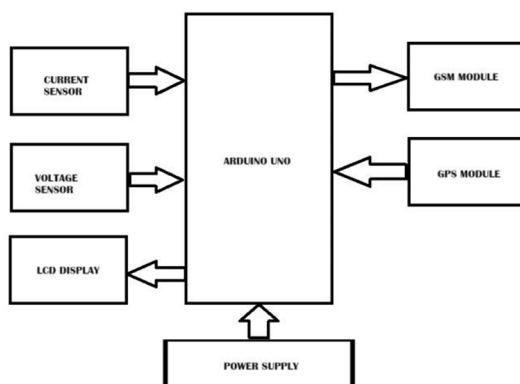 CURRENT
SENSOR
VOLTAGE
SENSOR
LCD DISPLAY
ARDUINO UNO
GSM MODULE
GPS MODULE
POWER SUPPLY